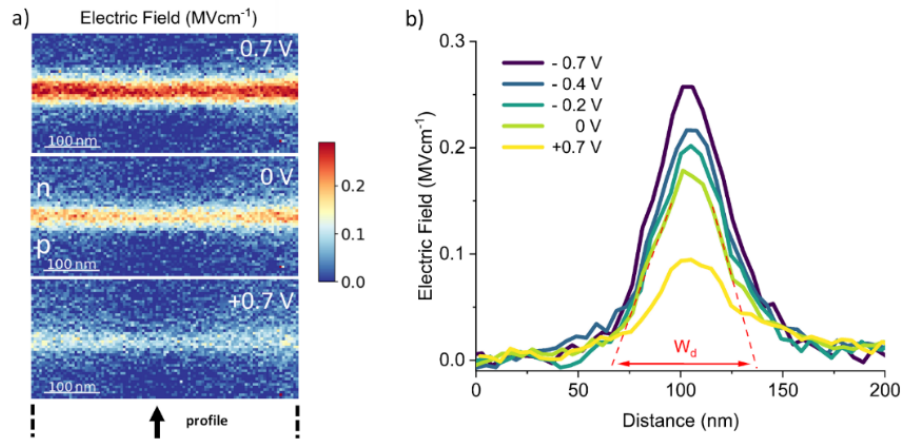 a)
Electric Field (MVcm⁻¹)
- 0.7 V
100 nm
n
0 V
p
100 nm
+0.7 V
100 nm
0.2
0.1
0.0
profile
b)
Electric Field (MVcm⁻¹)
0.3
0.2
0.1
0.0
- 0.7 V
- 0.4 V
- 0.2 V
0 V
+0.7 V
W_d
0 50 100 150 200
Distance (nm)